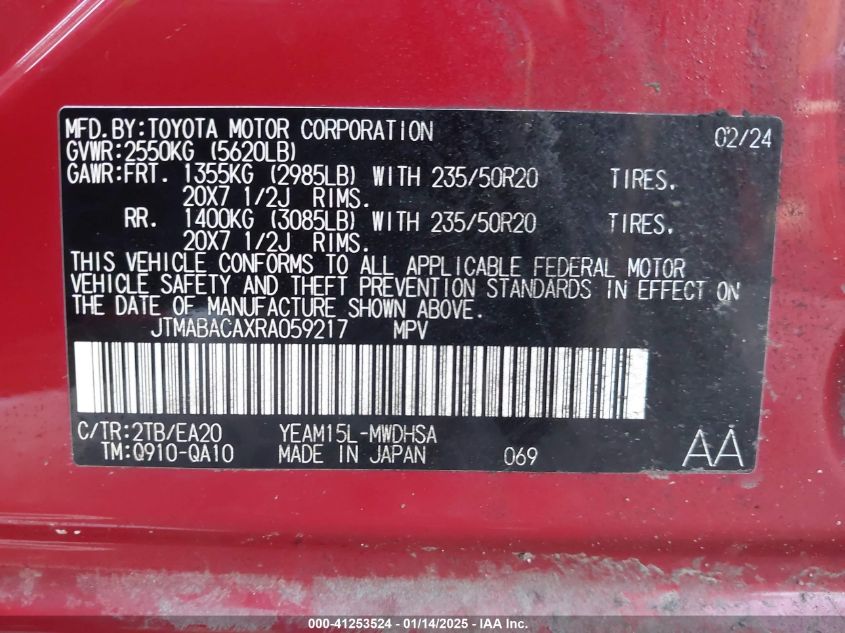 MFD.BY:TOYOTA MOTOR CORPORATION 02/24
GVWR:2550KG (5620LB)
GAWR:FRT. 1355KG (2985LB) WITH 235/50R20 TIRES.
20X7 1/2J RIMS.
RR. 1400KG (3085LB) WITH 235/50R20 TIRES.
20X7 1/2J RIMS.
THIS VEHICLE CONFORMS TO ALL APPLICABLE FEDERAL MOTOR
VEHICLE SAFETY AND THEFT PREVENTION STANDARDS IN EFFECT ON
THE DATE OF MANUFACTURE SHOWN ABOVE.
JTMABACAXRA059217 MPV
C/TR:2TB/EA20 YEAM15L-MWDHSA
TM:Q910-QA10 MADE IN JAPAN 069 AA
000-41253524 - 01/14/2025 - IAA Inc.